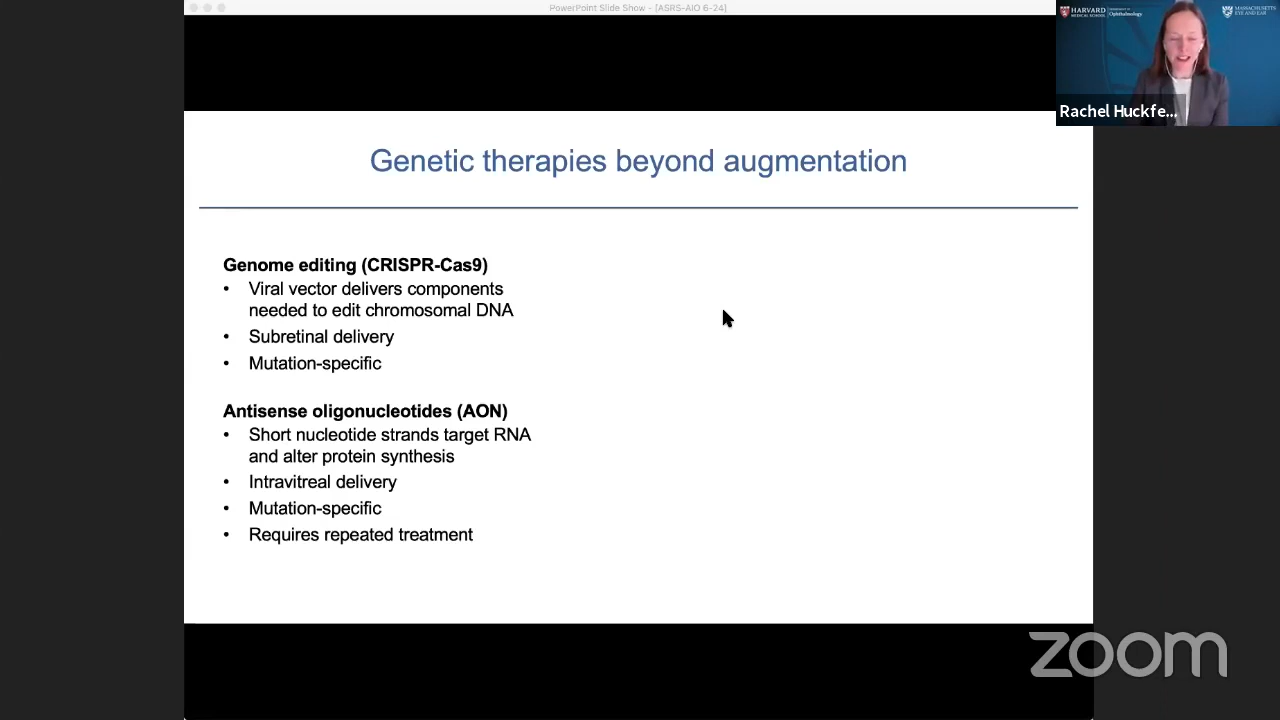 PowerPoint Slide Show - [ASRS-AIO 6-24]
HARVARD
MEDICAL SCHOOL
Ophthalmology
MASSACHUSETTS
EYE AND EAR
Rachel Huckfe...
Genetic therapies beyond augmentation
Genome editing (CRISPR-Cas9)
• Viral vector delivers components
needed to edit chromosomal DNA
• Subretinal delivery
• Mutation-specific
Antisense oligonucleotides (AON)
• Short nucleotide strands target RNA
and alter protein synthesis
• Intravitreal delivery
• Mutation-specific
• Requires repeated treatment
zoom